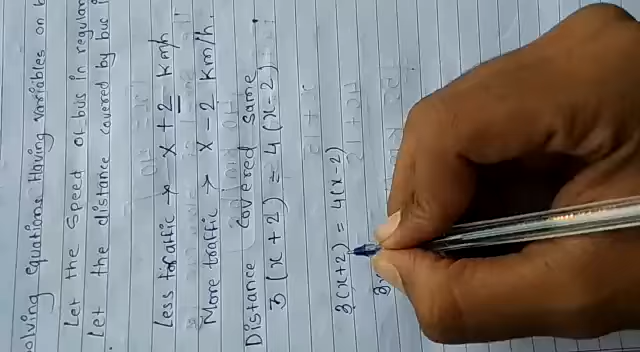 olving equations Having variables on b
Let the Speed of bus in regular
Let the distance covered by bus i
Less traffic → x + 2 Km/h
More traffic → x - 2 Km/h.
Distance covered same
3 (x + 2) = 4 (x - 2)
3(x+2) = 4(x-2)